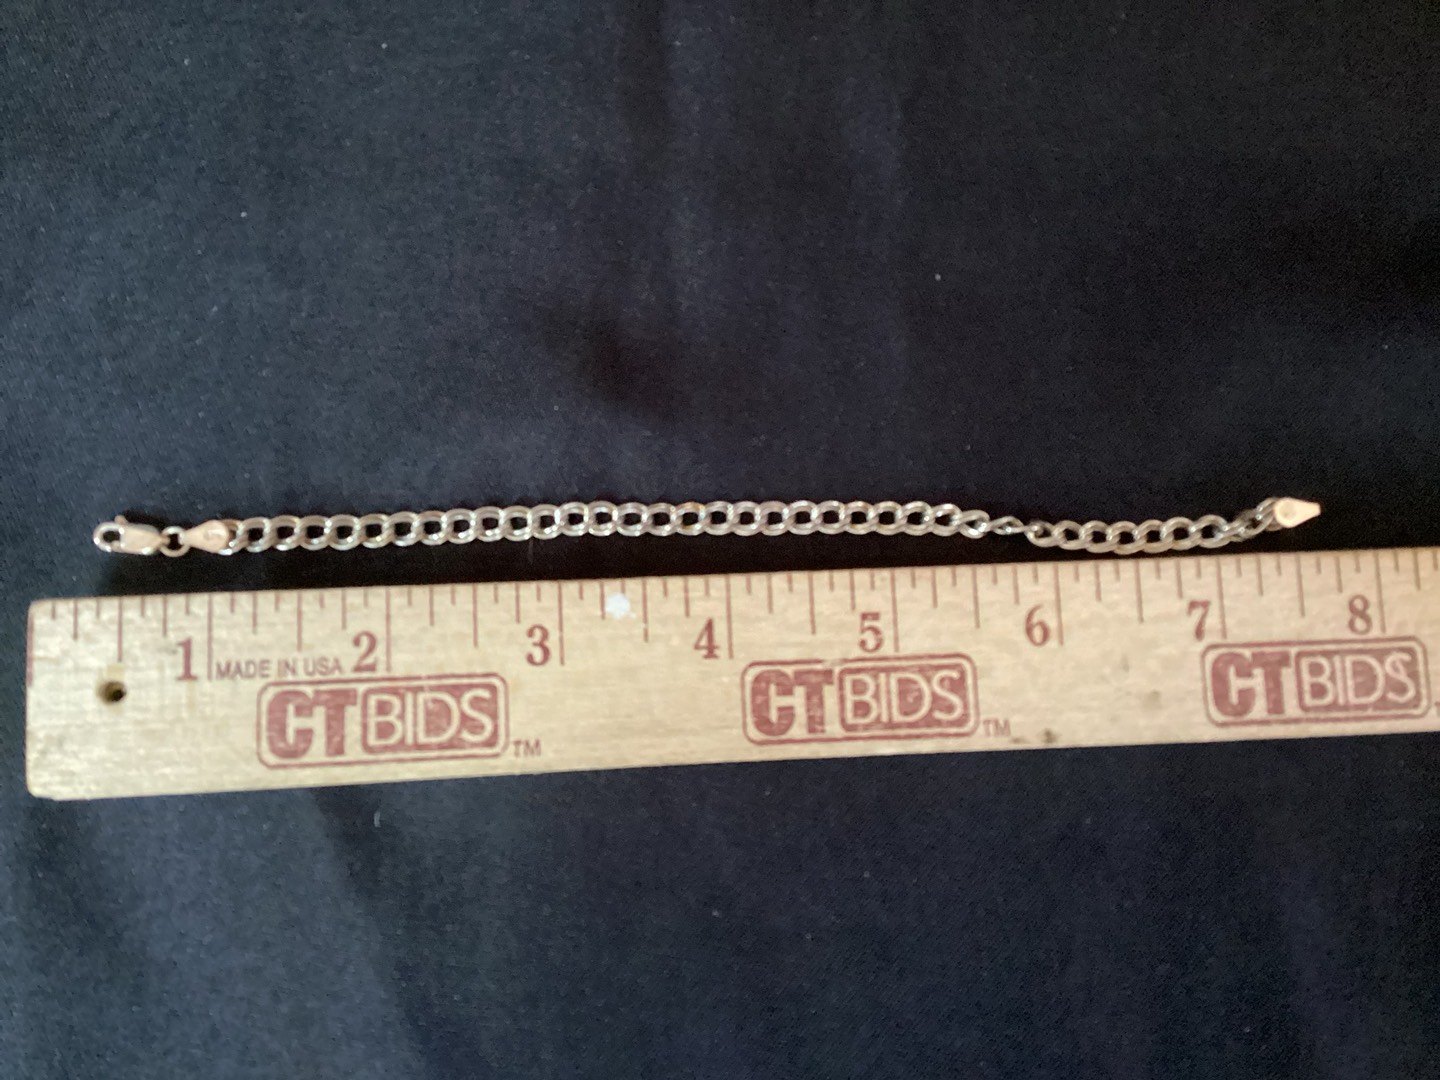 1 2 3 4 5 6 7 8
MADE IN USA
CTBIDS™ CTBIDS™ CTBIDS